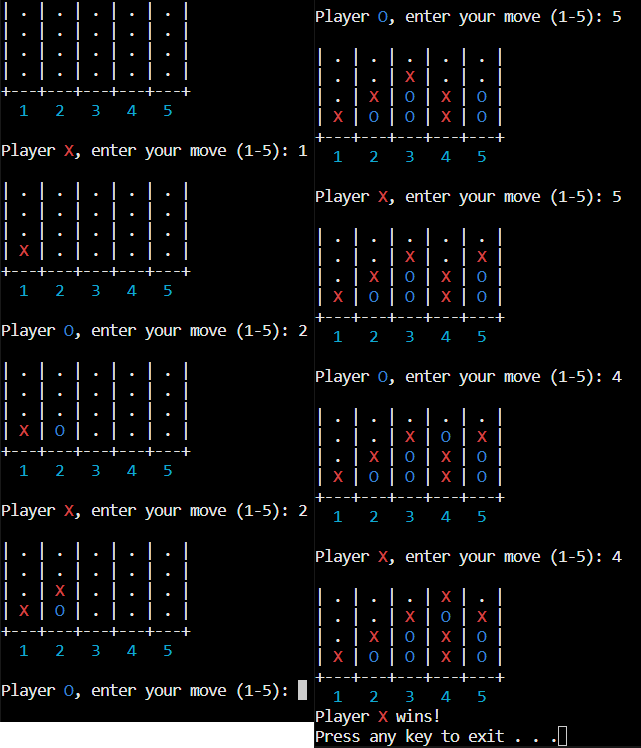 | . | . | . | . | . |
| . | . | . | . | . |
| . | . | . | . | . |
| . | . | . | . | . |
+---+---+---+---+---+
1 2 3 4 5
Player X, enter your move (1-5): 1
| . | . | . | . | . |
| . | . | . | . | . |
| . | . | . | . | . |
| X | . | . | . | . |
+---+---+---+---+---+
1 2 3 4 5
Player O, enter your move (1-5): 2
| . | . | . | . | . |
| . | . | . | . | . |
| . | . | . | . | . |
| X | O | . | . | . |
+---+---+---+---+---+
1 2 3 4 5
Player X, enter your move (1-5): 2
| . | . | . | . | . |
| . | . | . | . | . |
| . | X | . | . | . |
| X | O | . | . | . |
+---+---+---+---+---+
1 2 3 4 5
Player O, enter your move (1-5):
Player O, enter your move (1-5): 5
| . | . | . | . | . |
| . | . | X | . | . |
| . | X | O | X | O |
| X | O | O | X | O |
+---+---+---+---+---+
1 2 3 4 5
Player X, enter your move (1-5): 5
| . | . | . | . | . |
| . | . | X | . | X |
| . | X | O | X | O |
| X | O | O | X | O |
+---+---+---+---+---+
1 2 3 4 5
Player O, enter your move (1-5): 4
| . | . | . | . | . |
| . | . | X | O | X |
| . | X | O | X | O |
| X | O | O | X | O |
+---+---+---+---+---+
1 2 3 4 5
Player X, enter your move (1-5): 4
| . | . | . | X | . |
| . | . | X | O | X |
| . | X | O | X | O |
| X | O | O | X | O |
+---+---+---+---+---+
1 2 3 4 5
Player X wins!
Press any key to exit . . .